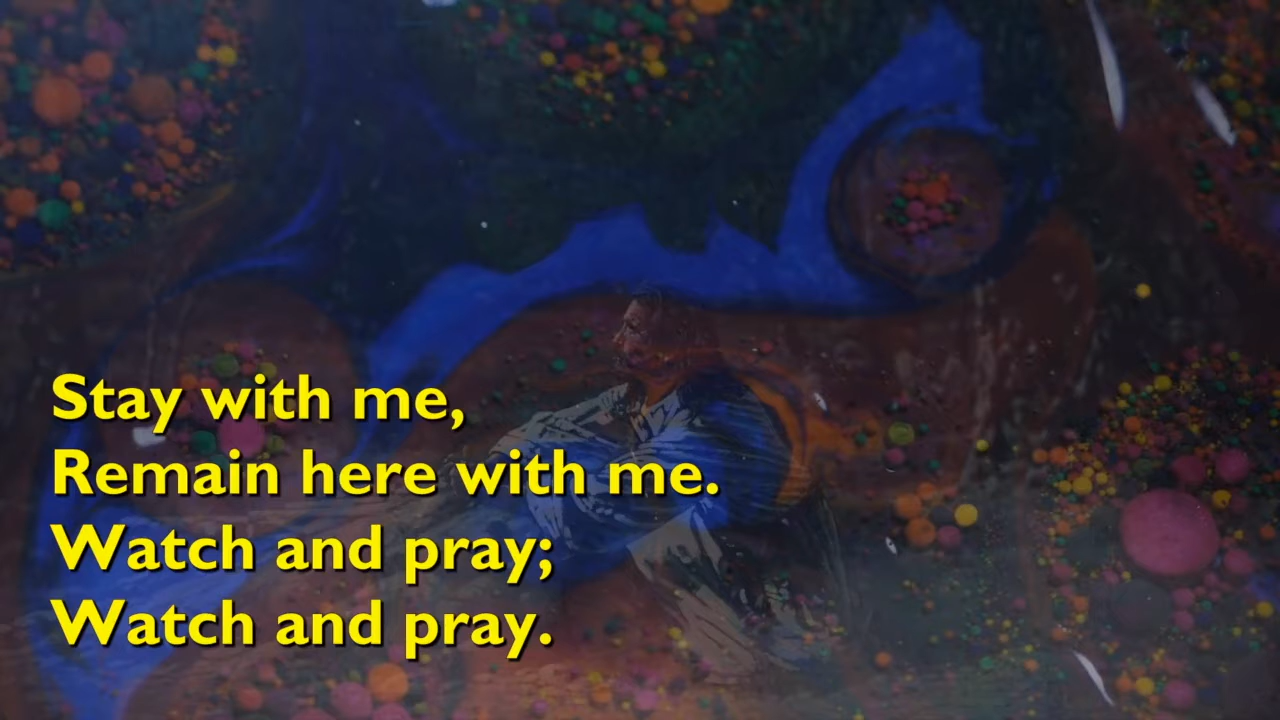 Stay with me,
Remain here with me.
Watch and pray;
Watch and pray.